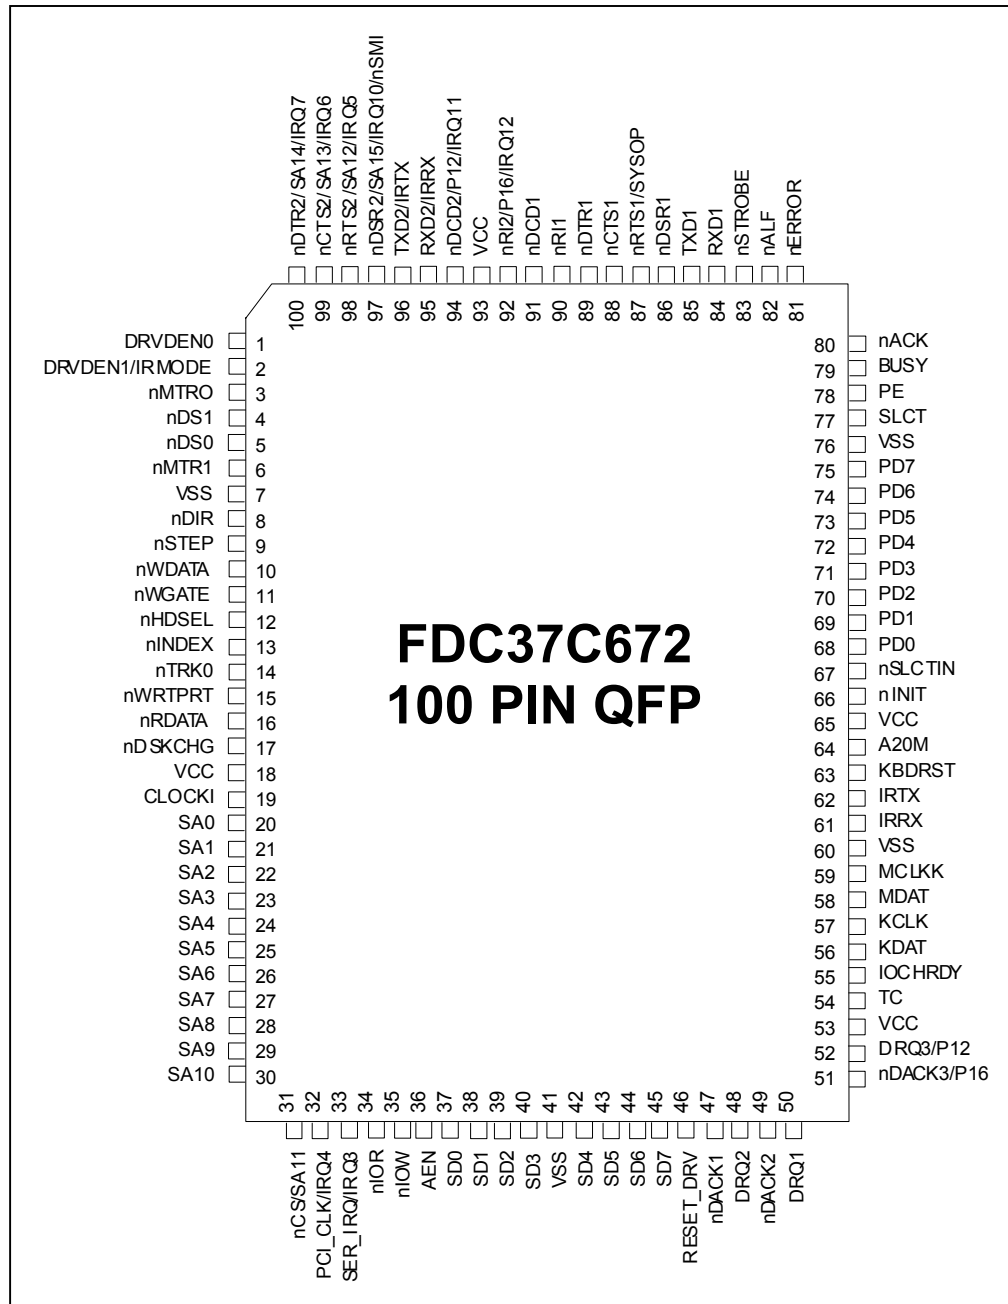 nDTR2/SA14/IRQ7
nCTS2/SA13/IRQ6
nRTS2/SA12/IRQ5
nDSR2/SA15/IRQ10/nSMI
TXD2/IRTX
RXD2/IRRX
nDCD2/P12/IRQ11
VCC
nRI2/P16/IRQ12
nDCD1
nRI1
nDTR1
nCTS1
nRTS1/SYSOP
nDSR1
TXD1
RXD1
nSTROBE
nALF
nERROR
100
99
98
97
96
95
94
93
92
91
90
89
88
87
86
85
84
83
82
81
DRVDEN0 1
DRVDEN1/IRMODE 2
nMTRO 3
nDS1 4
nDS0 5
nMTR1 6
VSS 7
nDIR 8
nSTEP 9
nWDATA 10
nWGATE 11
nHDSEL 12
nINDEX 13
nTRK0 14
nWRTPRT 15
nRDATA 16
nDSKCHG 17
VCC 18
CLOCKI 19
SA0 20
SA1 21
SA2 22
SA3 23
SA4 24
SA5 25
SA6 26
SA7 27
SA8 28
SA9 29
SA10 30
FDC37C672
100 PIN QFP
80 nACK
79 BUSY
78 PE
77 SLCT
76 VSS
75 PD7
74 PD6
73 PD5
72 PD4
71 PD3
70 PD2
69 PD1
68 PD0
67 nSLCTIN
66 nINIT
65 VCC
64 A20M
63 KBDRST
62 IRTX
61 IRRX
60 VSS
59 MCLKK
58 MDAT
57 KCLK
56 KDAT
55 IOCHRDY
54 TC
53 VCC
52 DRQ3/P12
51 nDACK3/P16
31
32
33
34
35
36
37
38
39
40
41
42
43
44
45
46
47
48
49
50
nCS/SA11
PCI_CLK/IRQ4
SER_IRQ/IRQ3
nIOR
nIOW
AEN
SD0
SD1
SD2
SD3
VSS
SD4
SD5
SD6
SD7
RESET_DRV
nDACK1
DRQ2
nDACK2
DRQ1